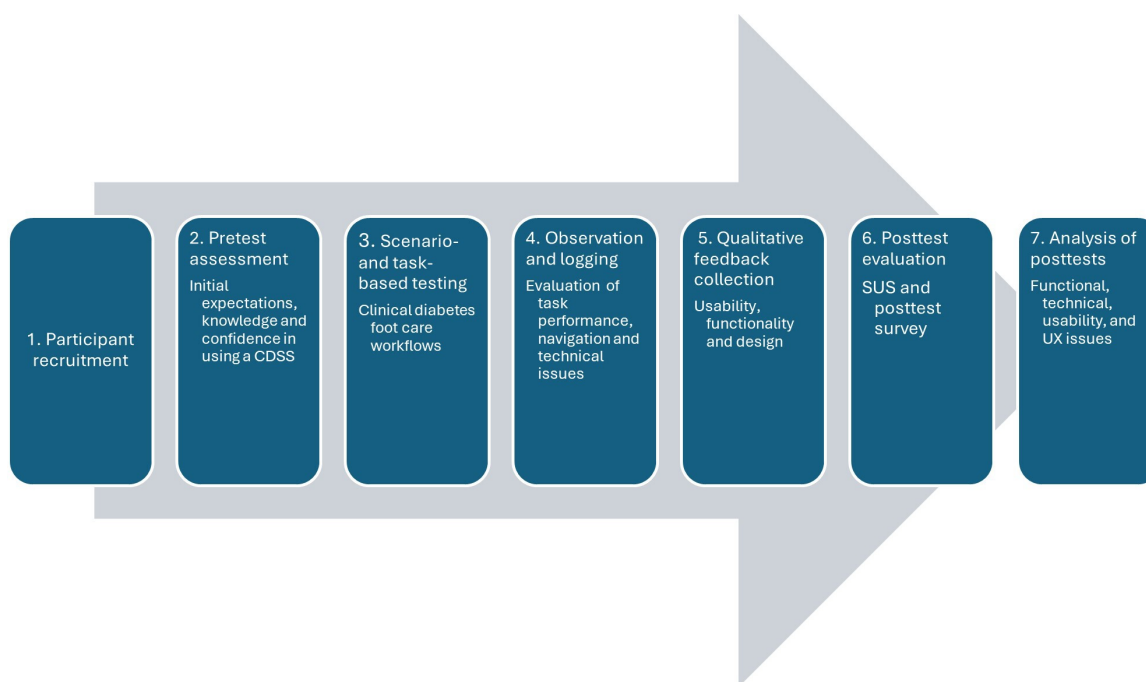 1. Participant
recruitment
2. Pretest
assessment
Initial
expectations,
knowledge and
confidence in
using a CDSS
3. Scenario-
and task-
based testing
Clinical diabetes
foot care
workflows
4. Observation
and logging
Evaluation of
task
performance,
navigation and
technical
issues
5. Qualitative
feedback
collection
Usability,
functionality
and design
6. Posttest
evaluation
SUS and
posttest
survey
7. Analysis of
posttests
Functional,
technical,
usability, and
UX issues